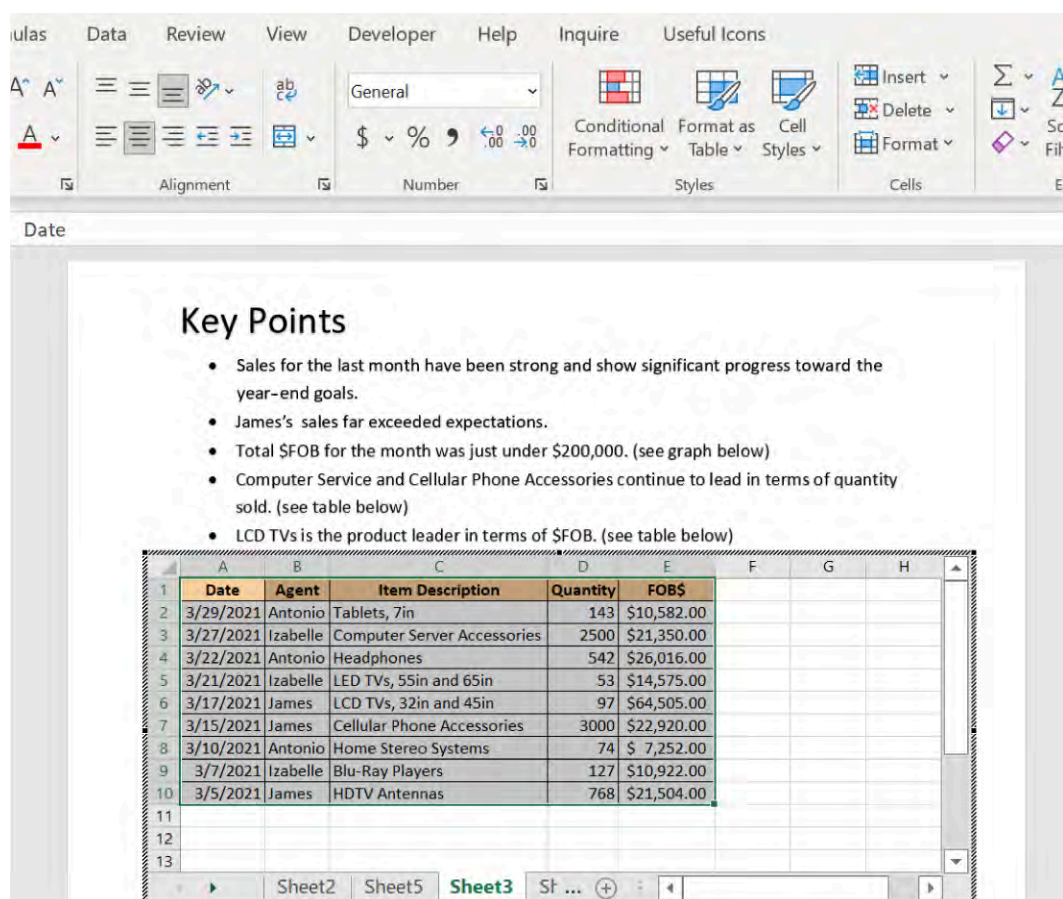 ulas Data Review View Developer Help Inquire Useful Icons
General
Insert
Delete
Format
Conditional Formatting
Format as Table
Cell Styles
Alignment Number Styles Cells
Date
Key Points
• Sales for the last month have been strong and show significant progress toward the
year-end goals.
• James's sales far exceeded expectations.
• Total $FOB for the month was just under $200,000. (see graph below)
• Computer Service and Cellular Phone Accessories continue to lead in terms of quantity
sold. (see table below)
• LCD TVs is the product leader in terms of $FOB. (see table below)
A B C D E F G H
1 Date Agent Item Description Quantity FOB$
2 3/29/2021 Antonio Tablets, 7in 143 $10,582.00
3 3/27/2021 Izabelle Computer Server Accessories 2500 $21,350.00
4 3/22/2021 Antonio Headphones 542 $26,016.00
5 3/21/2021 Izabelle LED TVs, 55in and 65in 53 $14,575.00
6 3/17/2021 James LCD TVs, 32in and 45in 97 $64,505.00
7 3/15/2021 James Cellular Phone Accessories 3000 $22,920.00
8 3/10/2021 Antonio Home Stereo Systems 74 $ 7,252.00
9 3/7/2021 Izabelle Blu-Ray Players 127 $10,922.00
10 3/5/2021 James HDTV Antennas 768 $21,504.00
11
12
13
Sheet2 Sheet5 Sheet3 Sh ...